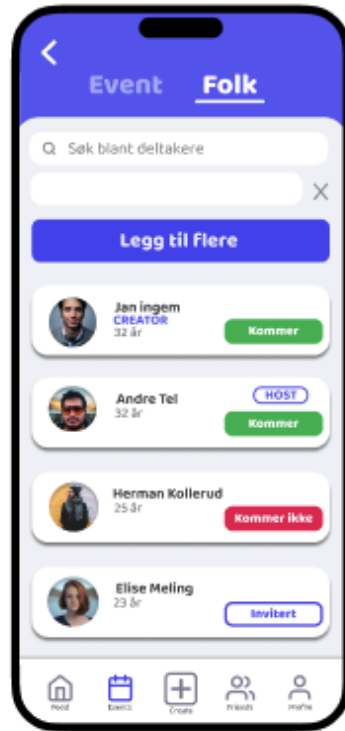 Event Folk
Søk blant deltakere
X
Legg til flere
Jan ingem
CREATOR
32 år
Kommer
Andre Tel
32 år
HOST
Kommer
Herman Kollerud
25 år
Kommer ikke
Elise Meling
23 år
Invitert
Feed Events Create Friends Profile